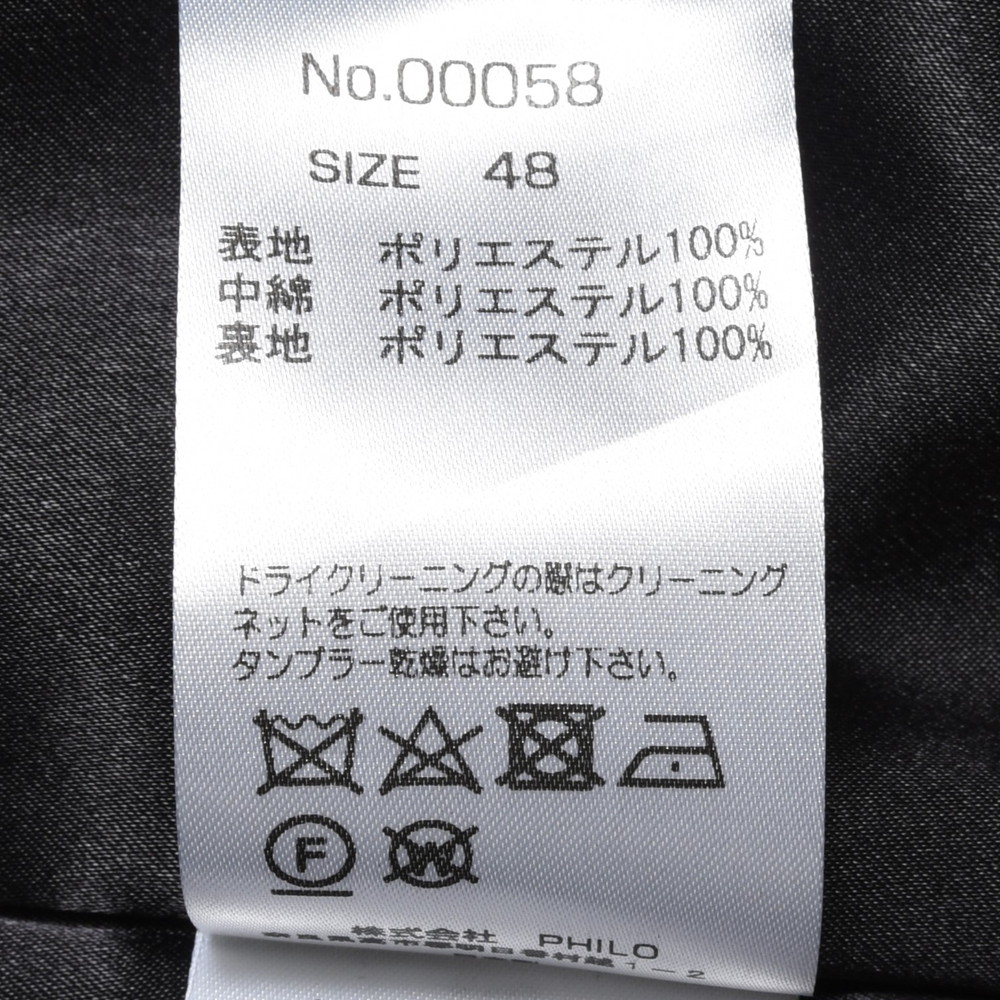 No.00058
SIZE 48
表地 ポリエステル100%
中綿 ポリエステル100%
裏地 ポリエステル100%
ドライクリーニングの際はクリーニング
ネットをご使用下さい。
タンブラー乾燥はお避け下さい。
F
W
株式会社 PHILO
1-2